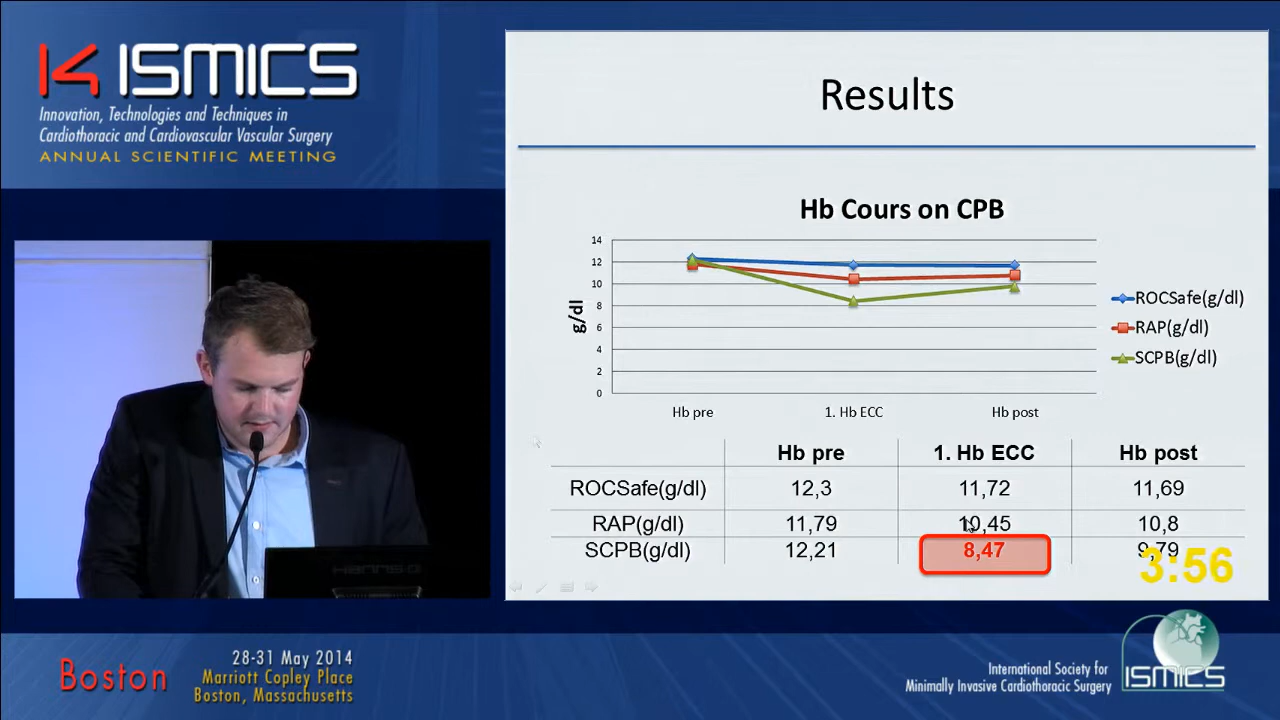 14 ISMICS
Innovation, Technologies and Techniques in
Cardiothoracic and Cardiovascular Vascular Surgery
ANNUAL SCIENTIFIC MEETING
Results
Hb Cours on CPB
g/dl
14
12
10
8
6
4
2
0
Hb pre 1. Hb ECC Hb post
ROCSafe(g/dl)
RAP(g/dl)
SCPB(g/dl)
Hb pre 1. Hb ECC Hb post
ROCSafe(g/dl) 12,3 11,72 11,69
RAP(g/dl) 11,79 10,45 10,8
SCPB(g/dl) 12,21 8,47 9,79
3:56
HANNS.G
Boston
28-31 May 2014
Marriott Copley Place
Boston, Massachusetts
International Society for
Minimally Invasive Cardiothoracic Surgery
ISMICS